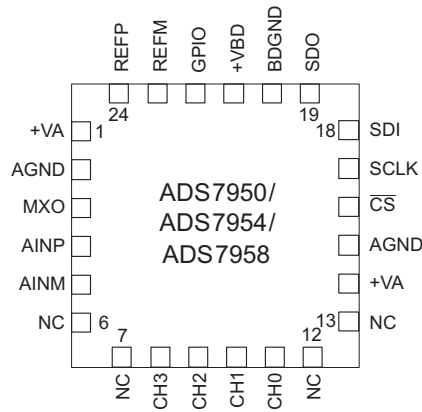 REFP
REFM
GPIO
+VBD
BDGND
SDO
24
19
+VA
1
18
SDI
AGND
SCLK
MXO
CS
AINP
AGND
AINM
+VA
NC
6
13
NC
ADS7950/
ADS7954/
ADS7958
7
12
NC
CH3
CH2
CH1
CH0
NC